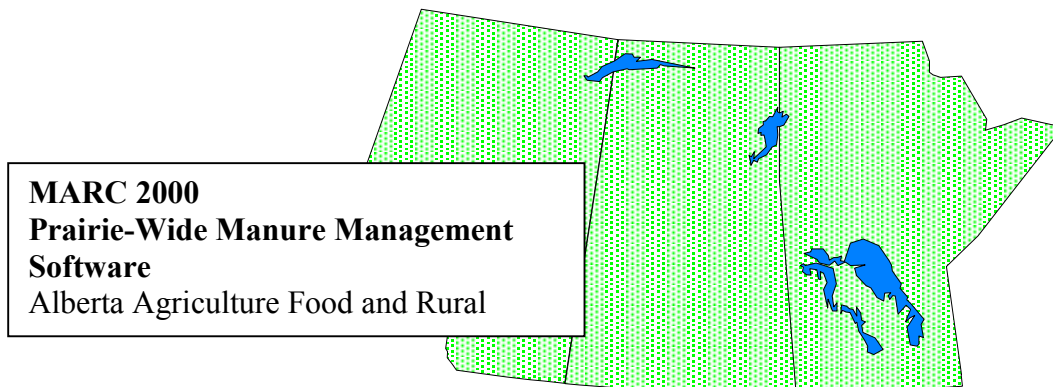 MARC 2000
Prairie-Wide Manure Management
Software
Alberta Agriculture Food and Rural